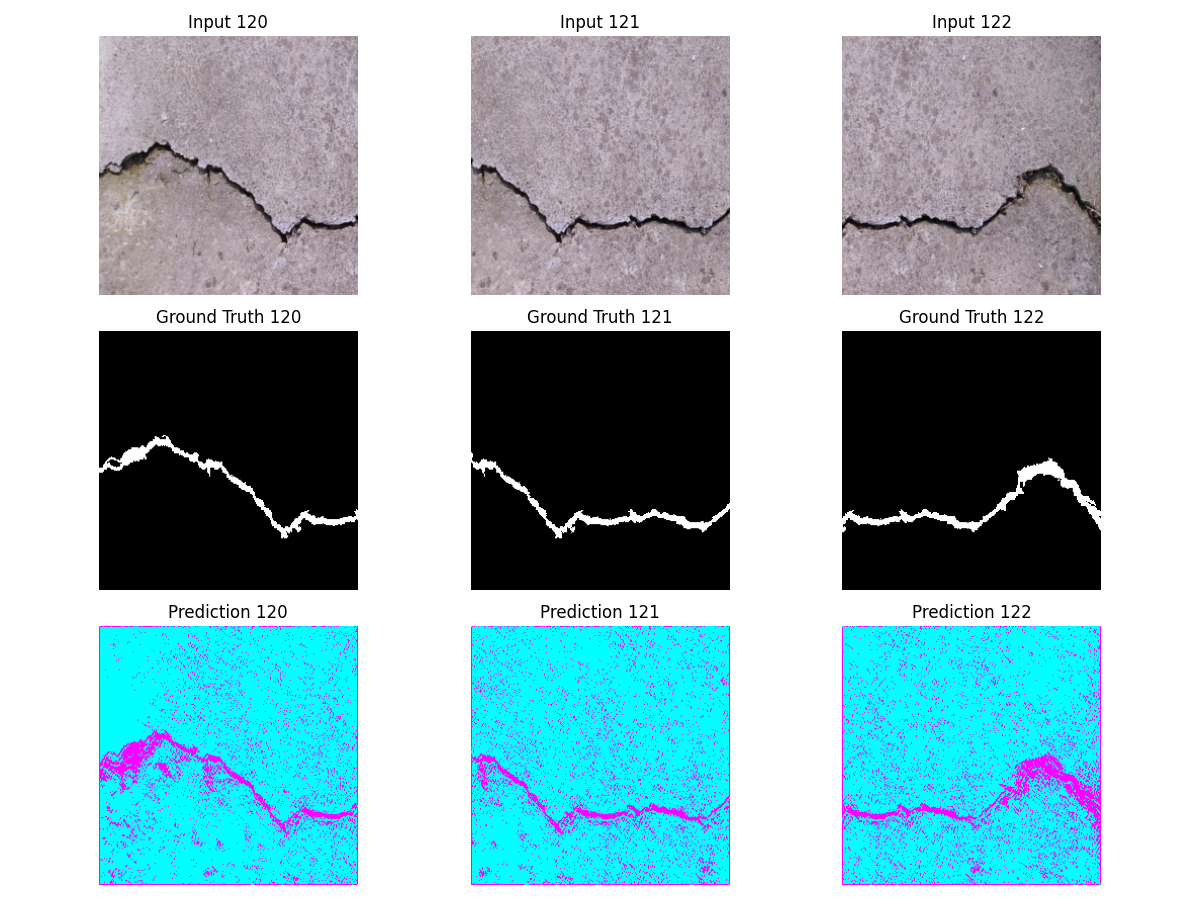 Input 120
Input 121
Input 122
Ground Truth 120
Ground Truth 121
Ground Truth 122
Prediction 120
Prediction 121
Prediction 122